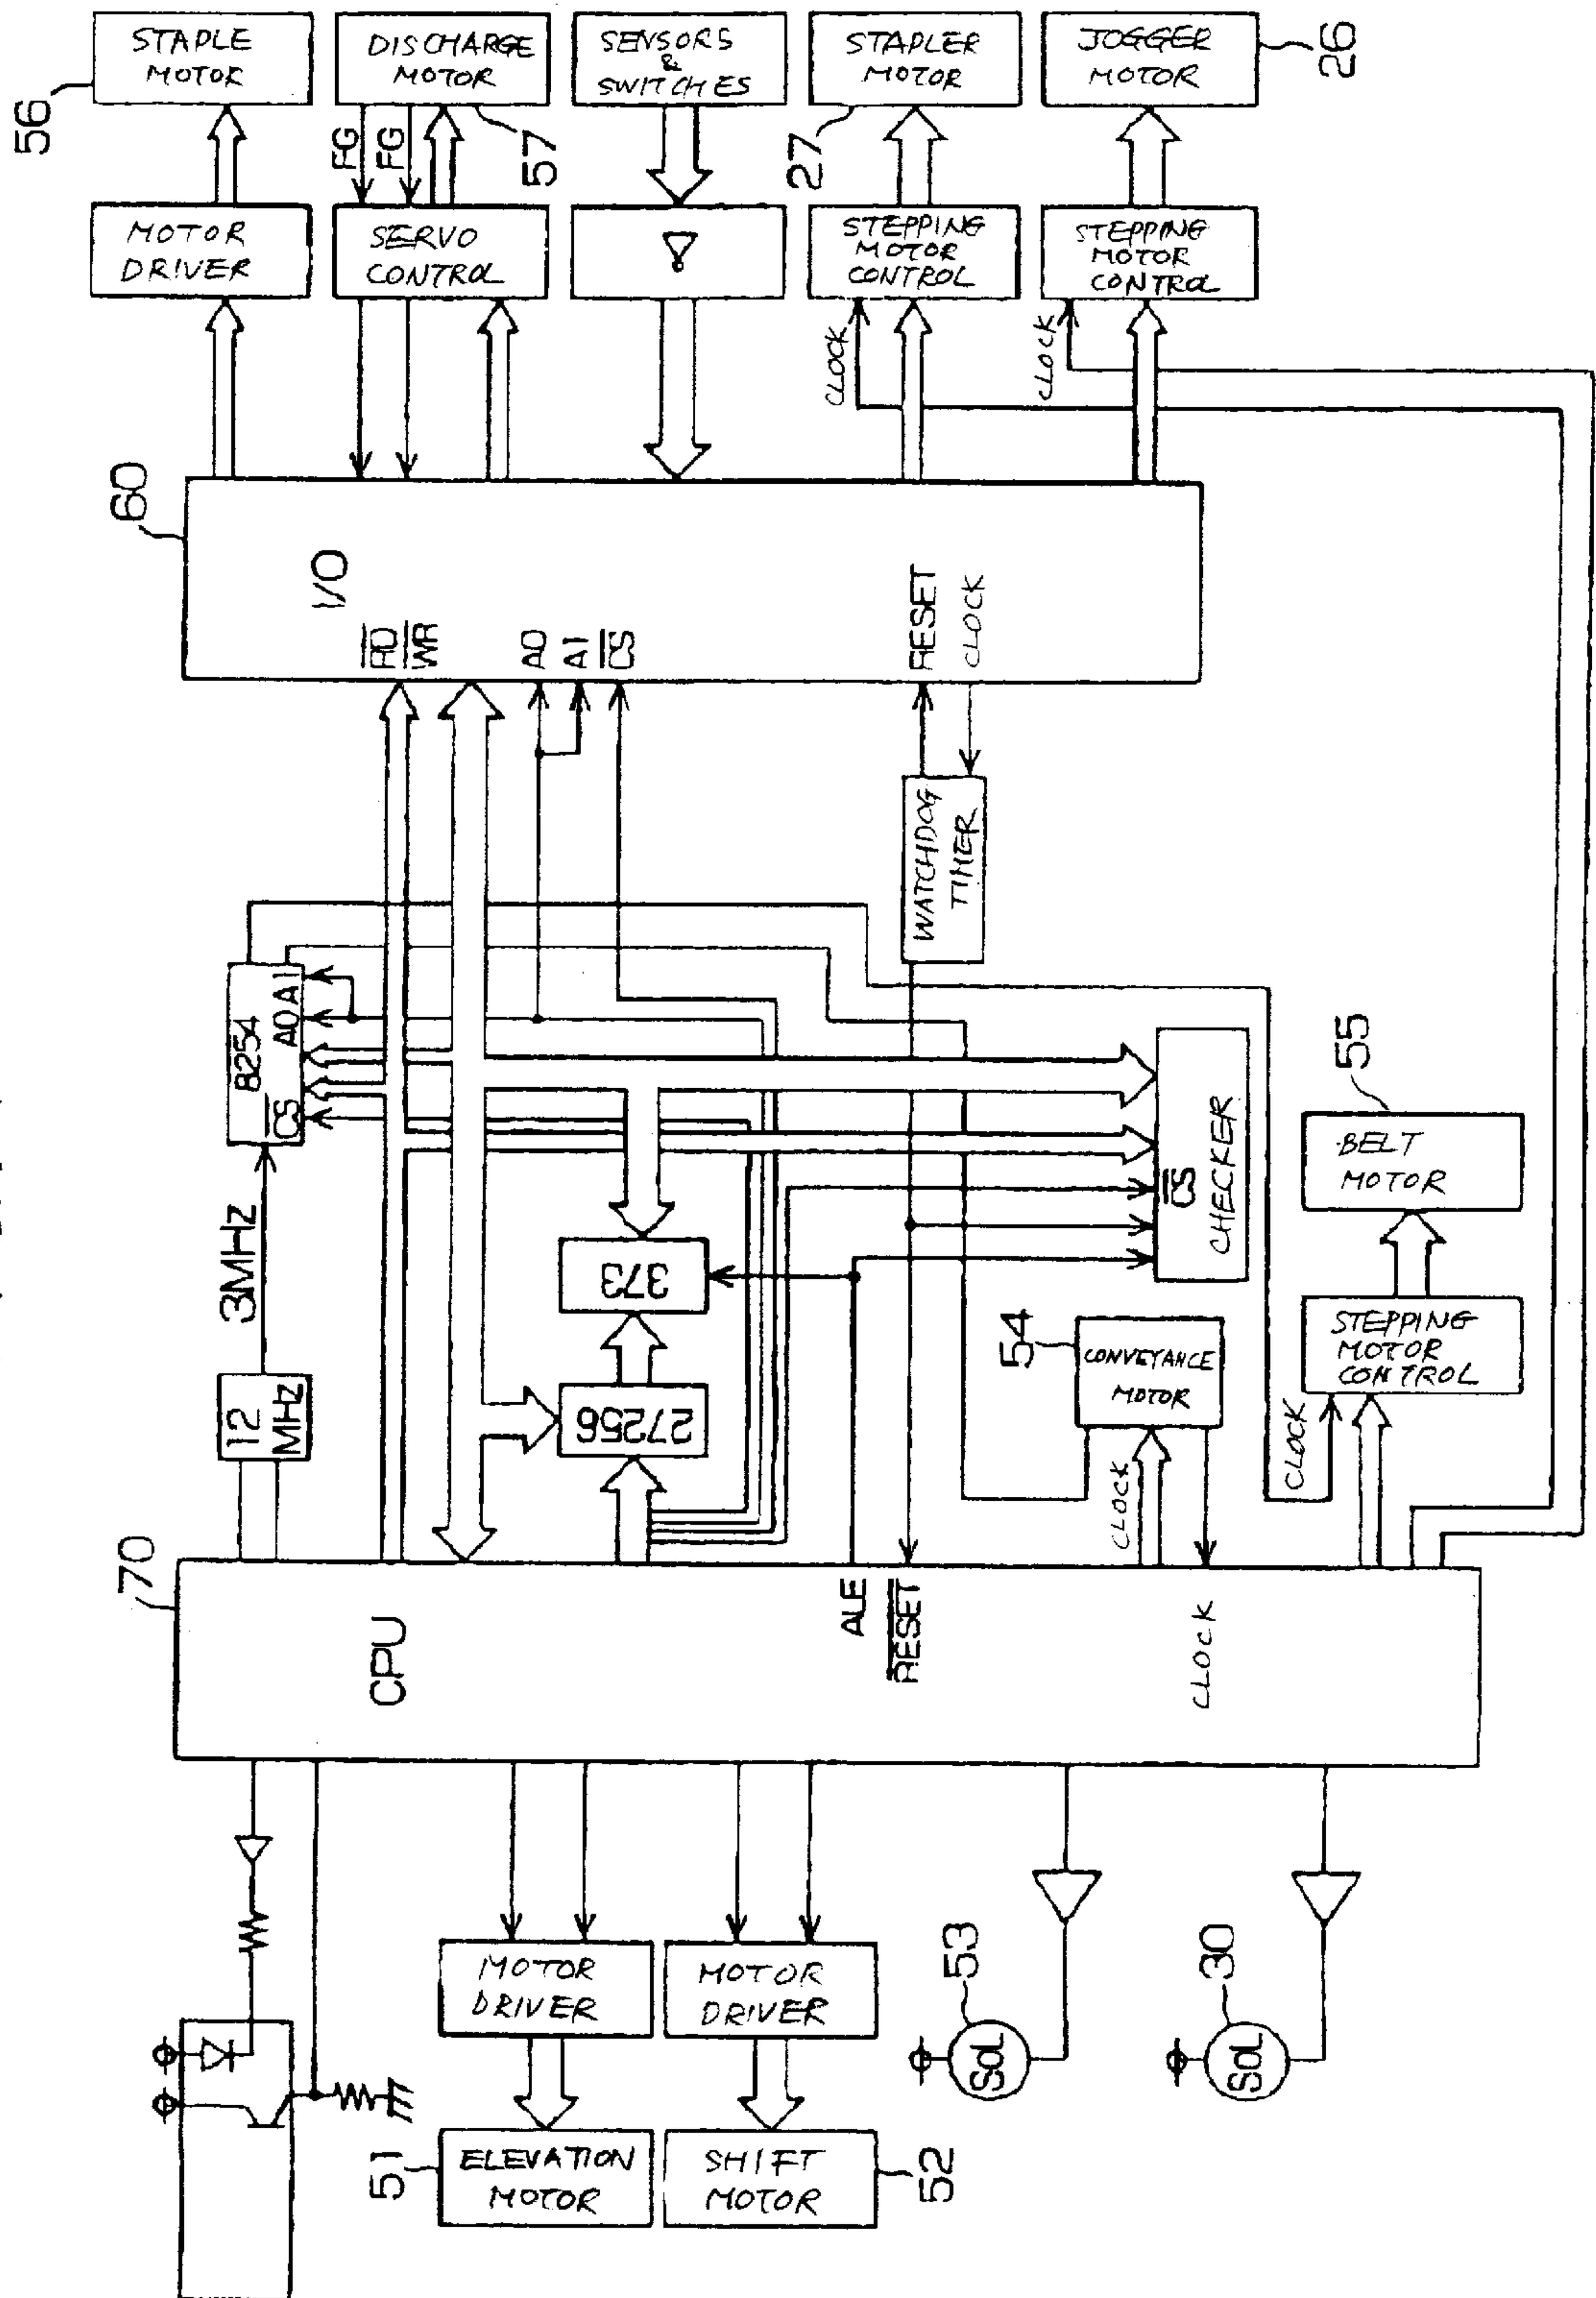 56
STAPLE
MOTOR
DISCHARGE
MOTOR
57
SENSORS
&
SWITCHES
STAPLER
MOTOR
27
JOGGER
MOTOR
26
FG
FG
MOTOR
DRIVER
SERVO
CONTROL
STEPPING
MOTOR
CONTROL
STEPPING
MOTOR
CONTROL
CLOCK
CLOCK
60
I/O
RD
WR
A0
A1
CS
RESET
CLOCK
WATCHDOG
TIMER
8254
CS
A0 A1
3MHz
12
MHz
373
27256
CS
CHECKER
54
CONVEYANCE
MOTOR
CLOCK
55
BELT
MOTOR
STEPPING
MOTOR
CONTROL
CLOCK
70
CPU
ALE
RESET
CLOCK
MOTOR
DRIVER
MOTOR
DRIVER
51
ELEVATION
MOTOR
SHIFT
MOTOR
52
53
SOL
30
SOL